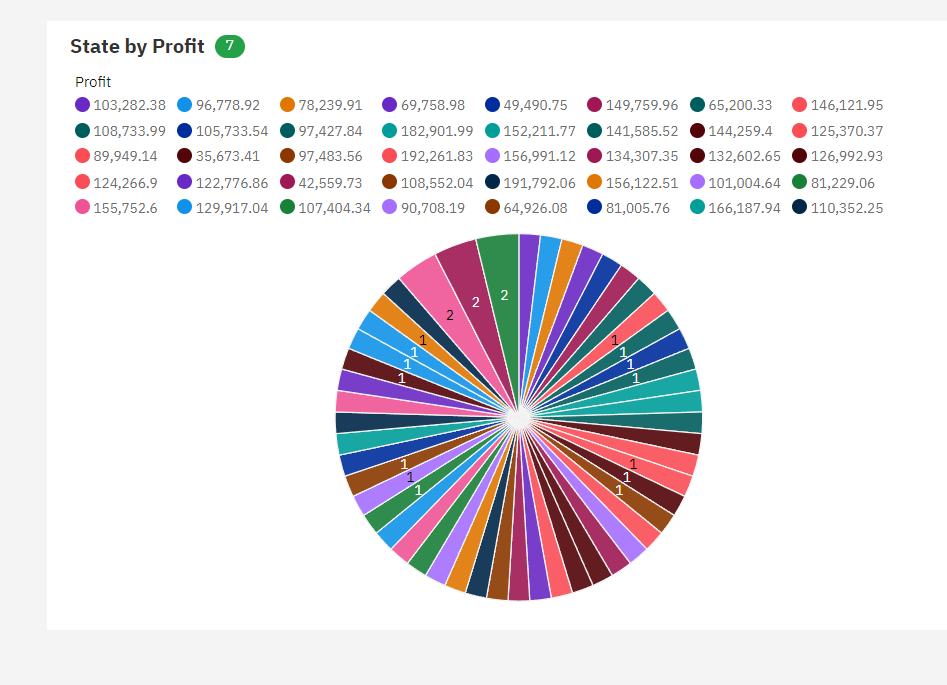 State by Profit 7
Profit
103,282.38 96,778.92 78,239.91 69,758.98 49,490.75 149,759.96 65,200.33 146,121.95
108,733.99 105,733.54 97,427.84 182,901.99 152,211.77 141,585.52 144,259.4 125,370.37
89,949.14 35,673.41 97,483.56 192,261.83 156,991.12 134,307.35 132,602.65 126,992.93
124,266.9 122,776.86 42,559.73 108,552.04 191,792.06 156,122.51 101,004.64 81,229.06
155,752.6 129,917.04 107,404.34 90,708.19 64,926.08 81,005.76 166,187.94 110,352.25
2
2
2
1
1
1
1
1
1
1
1
1
1
1
1
1
1